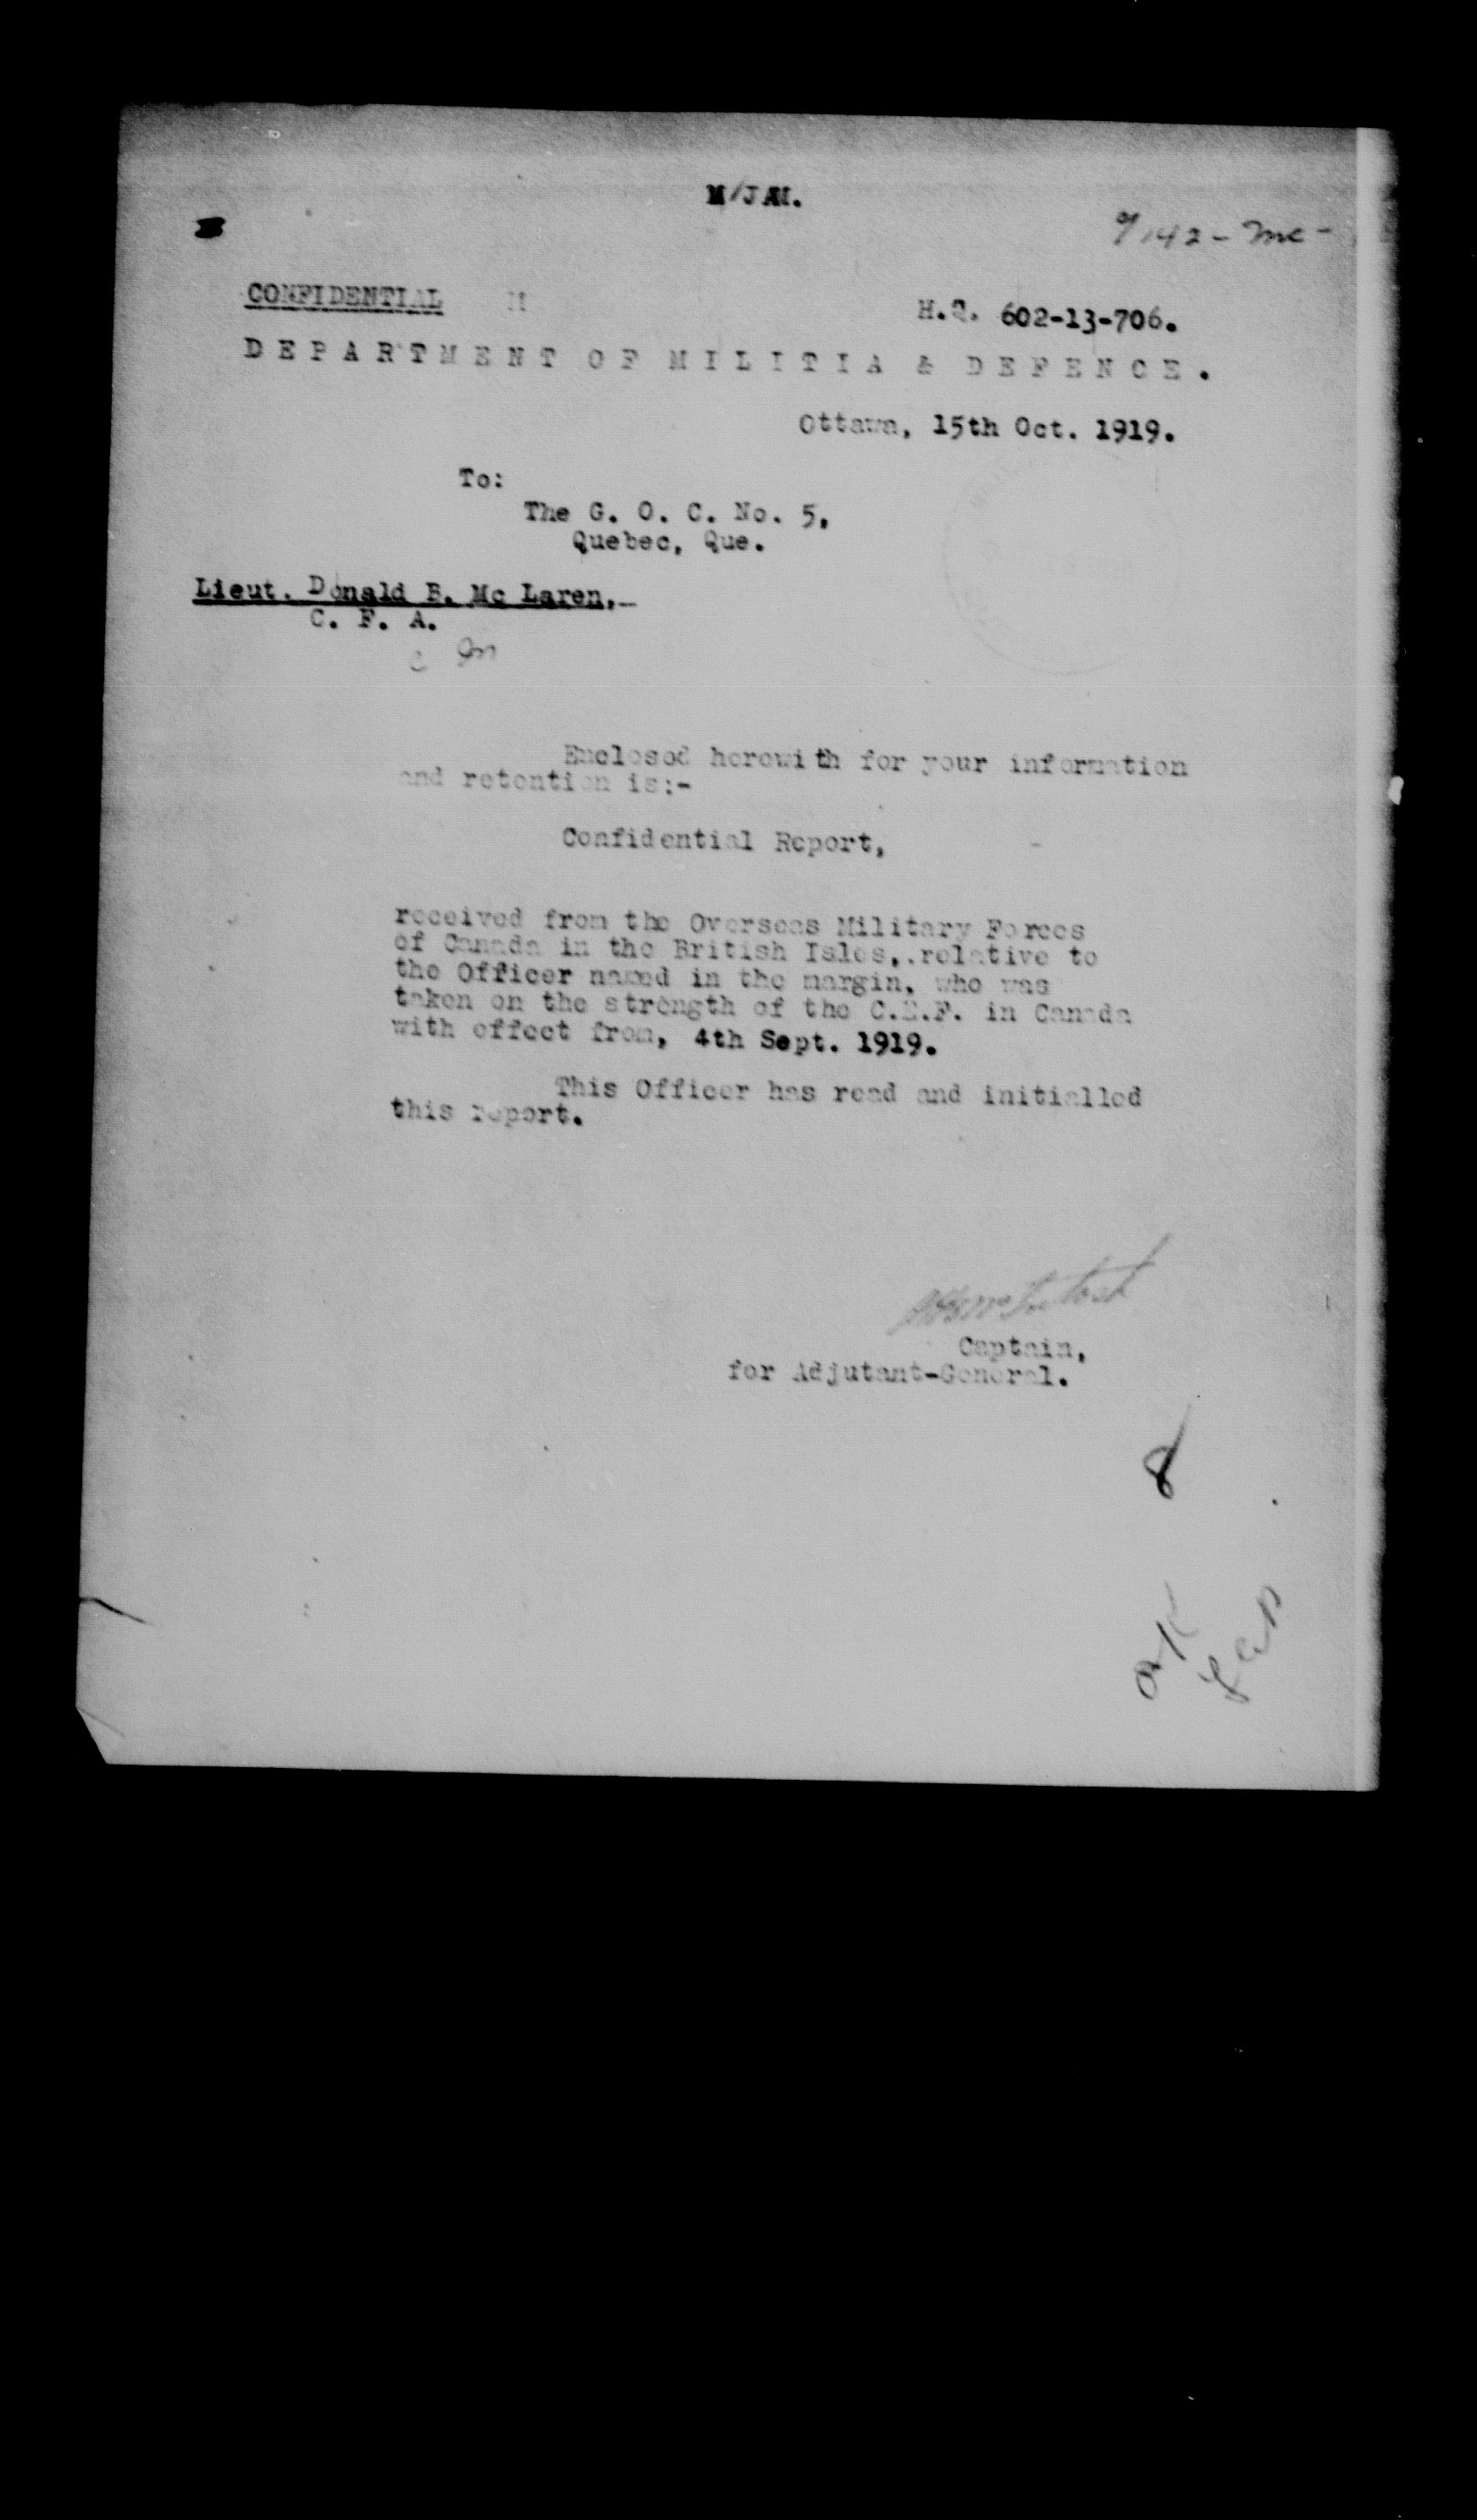 M/JAM.
9/142-Mc-
CONFIDENTIAL M
H.Q. 602-13-706.
DEPARTMENT OF MILITIA & DEFENCE.
Ottawa, 15th Oct. 1919.
To:
The G. O. C. No. 5,
Quebec, Que.
Lieut. Donald B. Mc Laren,
C. F. A.
Enclosed herewith for your information
and retention is:-
Confidential Report,
received from the Overseas Military Forces
of Canada in the British Isles, relative to
the Officer named in the margin, who was
taken on the strength of the C.E.F. in Canada
with effect from, 4th Sept. 1919.
This Officer has read and initialled
this report.
Captain,
for Adjutant-General.
8
OK